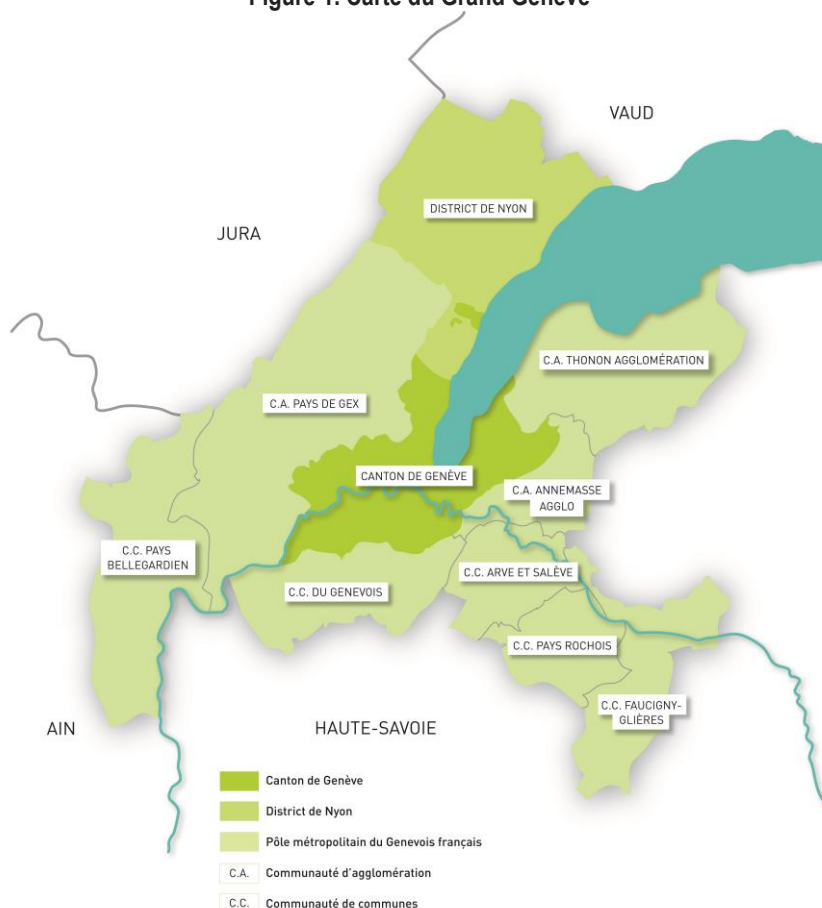 Figure 1. Carte du Grand Genève
VAUD
DISTRICT DE NYON
JURA
C.A. THONON AGGLOMÉRATION
C.A. PAYS DE GEX
CANTON DE GENÈVE
C.A. ANNEMASSE
AGGLO
C.C. PAYS
BELLEGARDIEN
C.C. ARVE ET SALÈVE
C.C. DU GENEVOIS
C.C. PAYS ROCHOIS
C.C. FAUCIGNY-
GLIÈRES
AIN
HAUTE-SAVOIE
Canton de Genève
District de Nyon
Pôle métropolitain du Genevois français
C.A. Communauté d'agglomération
C.C. Communauté de communes